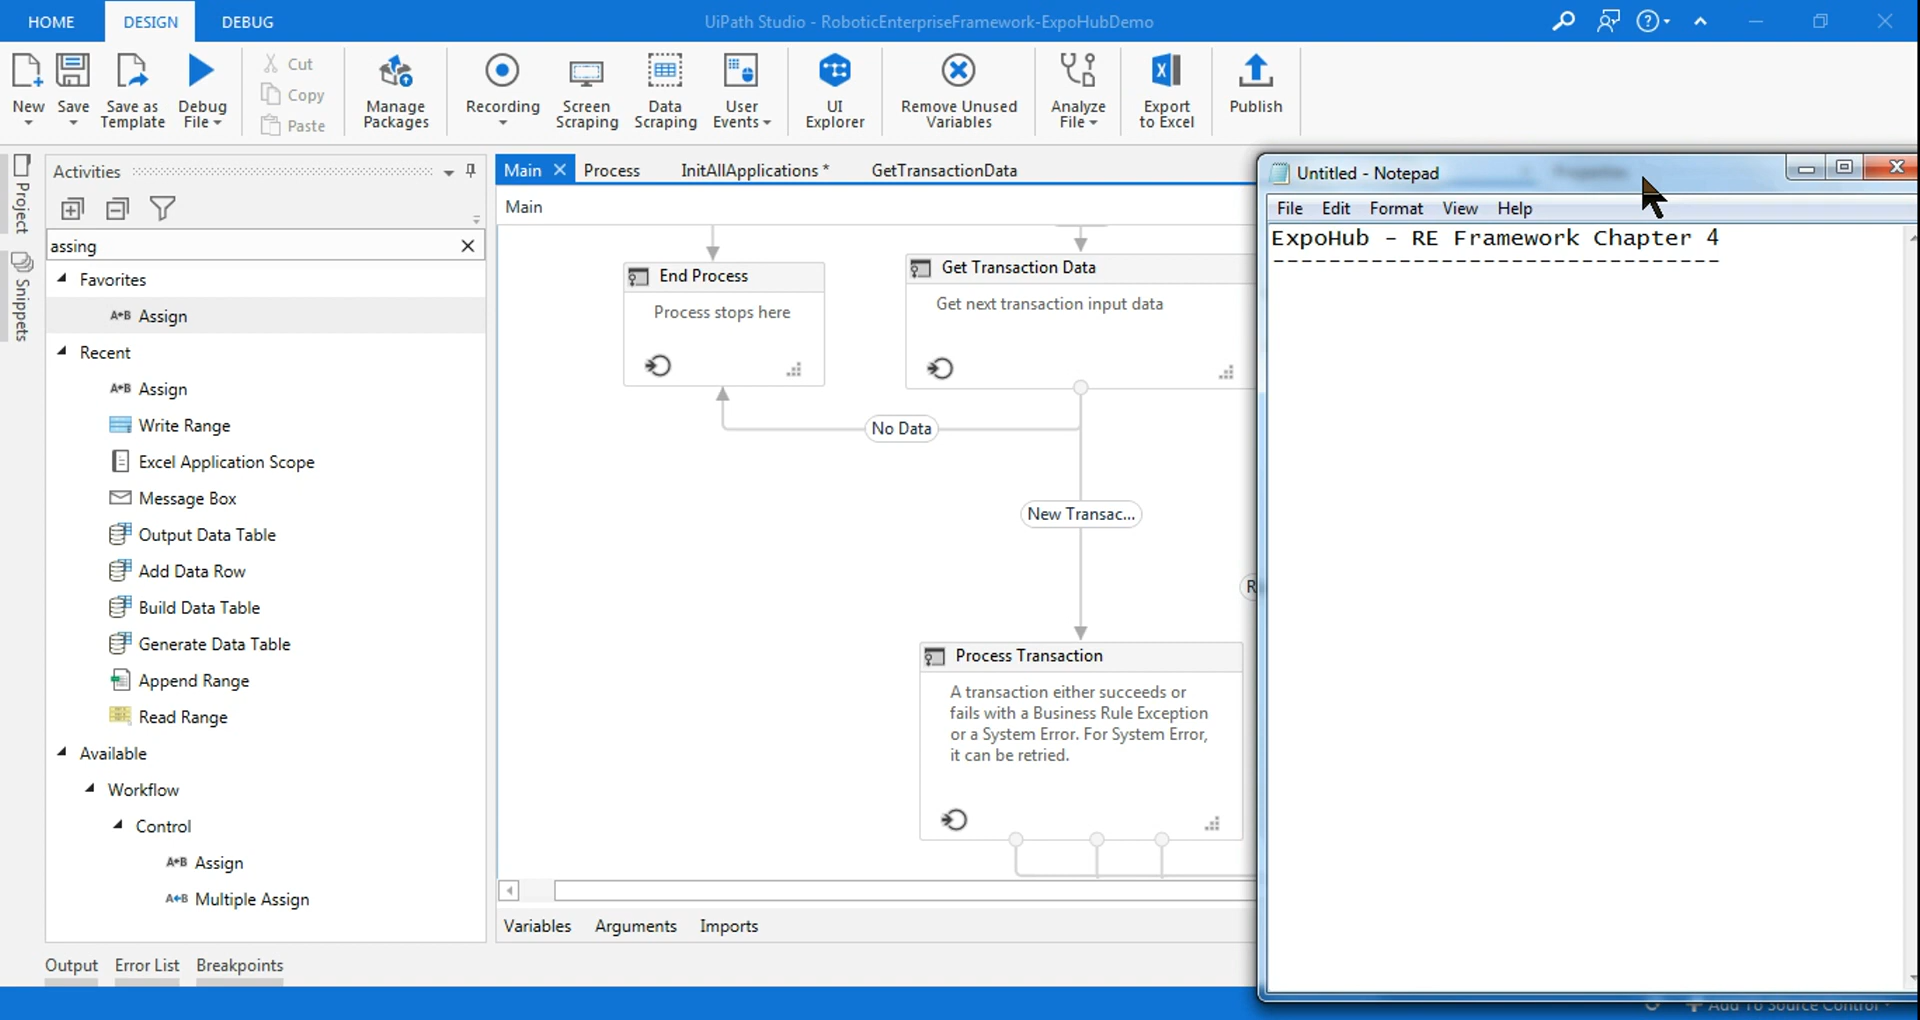 HOME DESIGN DEBUG UiPath Studio - RoboticEnterpriseFramework-ExpoHubDemo
New Save Save as Template Debug File
Cut
Copy
Paste
Manage Packages
Recording
Screen Scraping
Data Scraping
User Events
UI Explorer
Remove Unused Variables
Analyze File
Export to Excel
Publish
Project
Snippets
Activities
assing
Favorites
Assign
Recent
Assign
Write Range
Excel Application Scope
Message Box
Output Data Table
Add Data Row
Build Data Table
Generate Data Table
Append Range
Read Range
Available
Workflow
Control
Assign
Multiple Assign
Main Process InitAllApplications * GetTransactionData
Main
End Process
Process stops here
Get Transaction Data
Get next transaction input data
No Data
New Transac...
R
Process Transaction
A transaction either succeeds or
fails with a Business Rule Exception
or a System Error. For System Error,
it can be retried.
Variables Arguments Imports
Output Error List Breakpoints
Untitled - Notepad
File Edit Format View Help
ExpoHub - RE Framework Chapter 4
--------------------------------
Add To Source Control